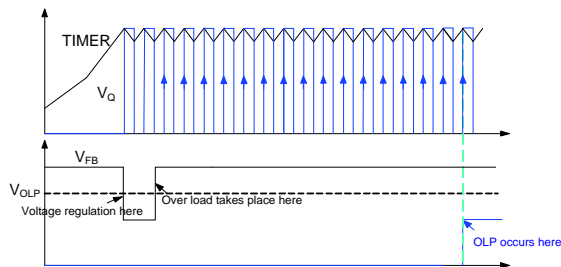 TIMER
VQ
VFB
VOLP
Voltage regulation here
Over load takes place here
OLP occurs here